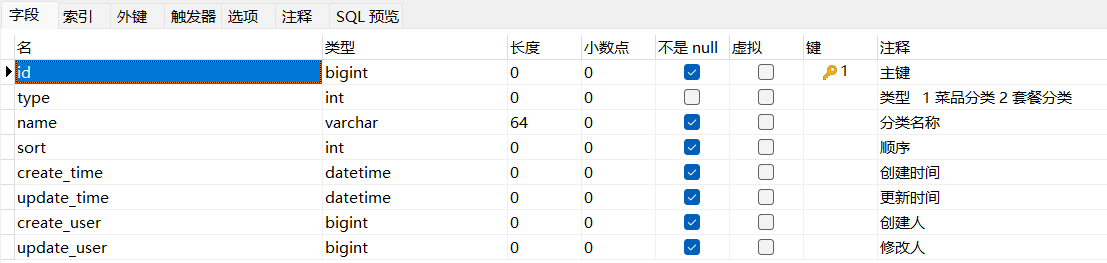 字段 索引 外键 触发器 选项 注释 SQL 预览
名 类型 长度 小数点 不是 null 虚拟 键 注释
id bigint 0 0 1 主键
type int 0 0 类型 1 菜品分类 2 套餐分类
name varchar 64 0 分类名称
sort int 0 0 顺序
create_time datetime 0 0 创建时间
update_time datetime 0 0 更新时间
create_user bigint 0 0 创建人
update_user bigint 0 0 修改人